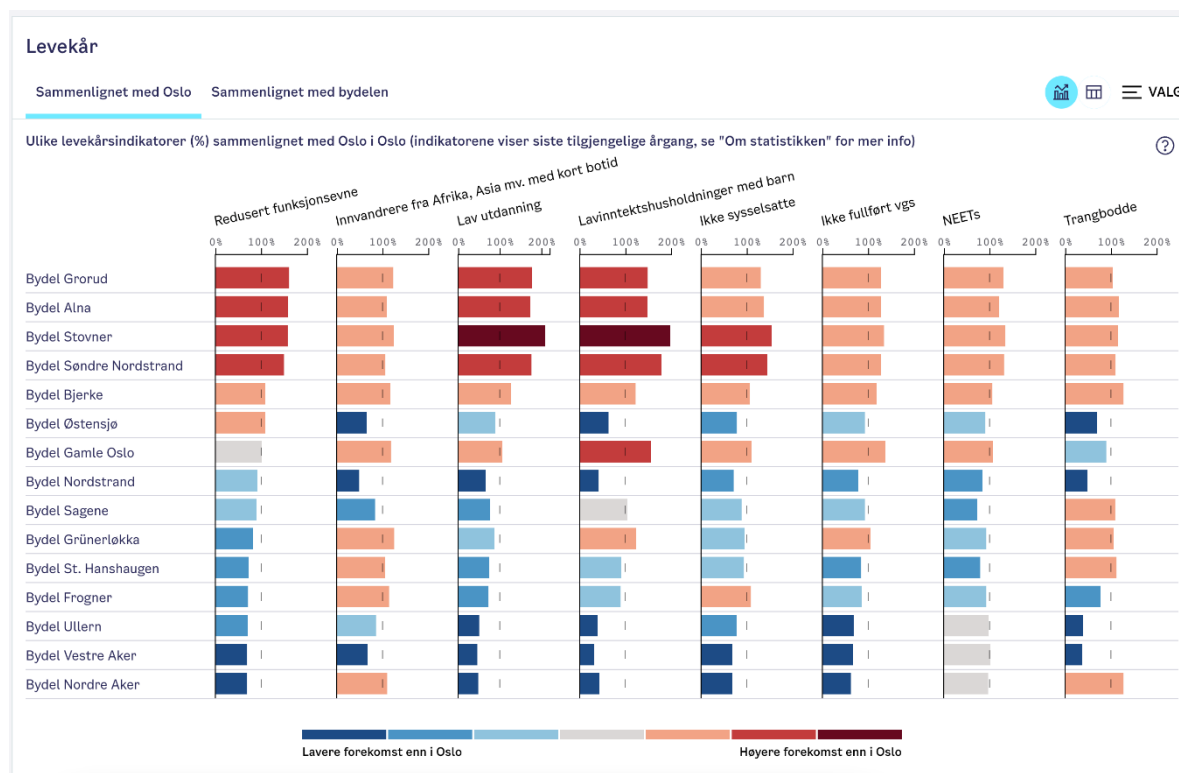 Levekår
Sammenlignet med Oslo Sammenlignet med bydelen VALG
Ulike levekårsindikatorer (%) sammenlignet med Oslo i Oslo (indikatorene viser siste tilgjengelige årgang, se "Om statistikken" for mer info) ?
Redusert funksjonsevne Innvandrere fra Afrika, Asia mv. med kort botid Lav utdanning Lavinntektshusholdninger med barn Ikke sysselsatte Ikke fullført vgs NEETs Trangbodde
0% 100% 200% 0% 100% 200% 0% 100% 200% 0% 100% 200% 0% 100% 200% 0% 100% 200% 0% 100% 200% 0% 100% 200%
Bydel Grorud
Bydel Alna
Bydel Stovner
Bydel Søndre Nordstrand
Bydel Bjerke
Bydel Østensjø
Bydel Gamle Oslo
Bydel Nordstrand
Bydel Sagene
Bydel Grünerløkka
Bydel St. Hanshaugen
Bydel Frogner
Bydel Ullern
Bydel Vestre Aker
Bydel Nordre Aker
Lavere forekomst enn i Oslo Høyere forekomst enn i Oslo